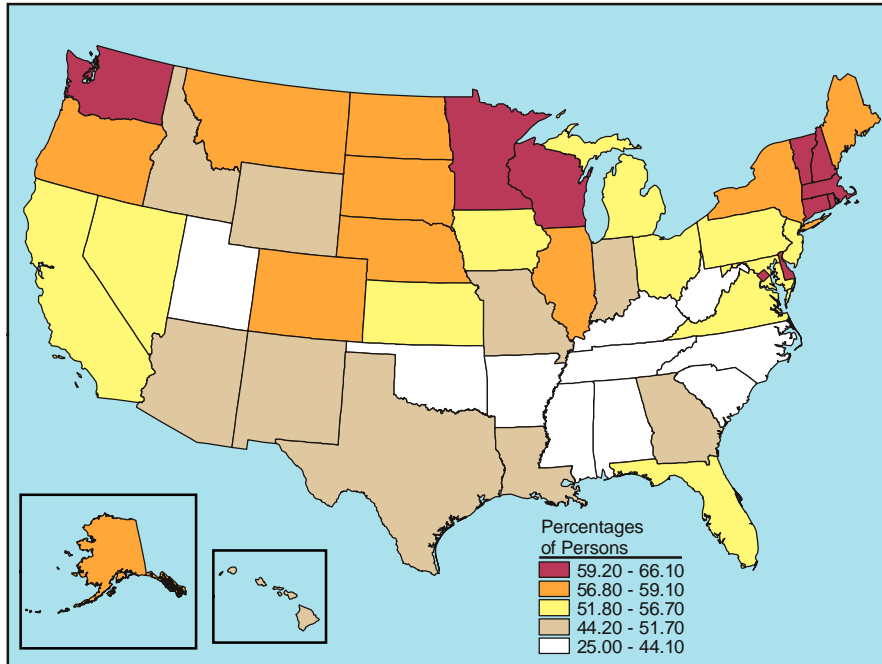 Percentages
of Persons
59.20 - 66.10
56.80 - 59.10
51.80 - 56.70
44.20 - 51.70
25.00 - 44.10